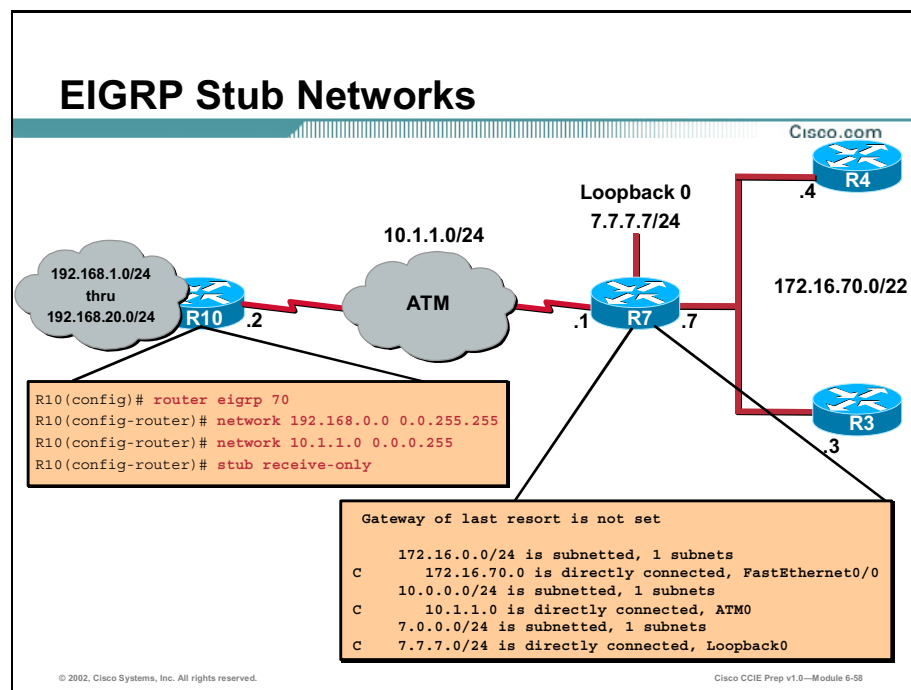 EIGRP Stub Networks
Cisco.com
R4
.4
Loopback 0
7.7.7.7/24
10.1.1.0/24
192.168.1.0/24
thru
192.168.20.0/24
R10
.2
ATM
.1
R7
.7
172.16.70.0/22
R3
.3
R10(config)# router eigrp 70
R10(config-router)# network 192.168.0.0 0.0.255.255
R10(config-router)# network 10.1.1.0 0.0.0.255
R10(config-router)# stub receive-only
Gateway of last resort is not set
172.16.0.0/24 is subnetted, 1 subnets
C 172.16.70.0 is directly connected, FastEthernet0/0
10.0.0.0/24 is subnetted, 1 subnets
C 10.1.1.0 is directly connected, ATM0
7.0.0.0/24 is subnetted, 1 subnets
C 7.7.7.0/24 is directly connected, Loopback0
© 2002, Cisco Systems, Inc. All rights reserved.
Cisco CCIE Prep v1.0—Module 6-58